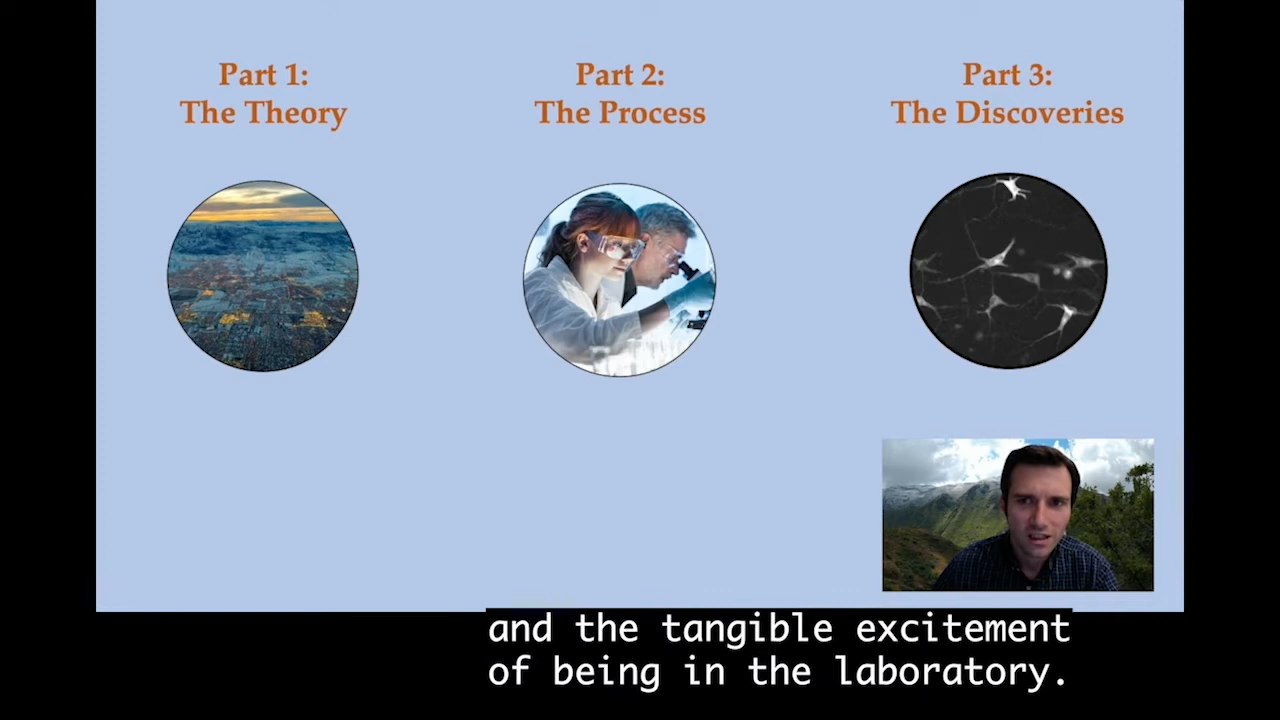 Part 1:
The Theory
Part 2:
The Process
Part 3:
The Discoveries
and the tangible excitement
of being in the laboratory.